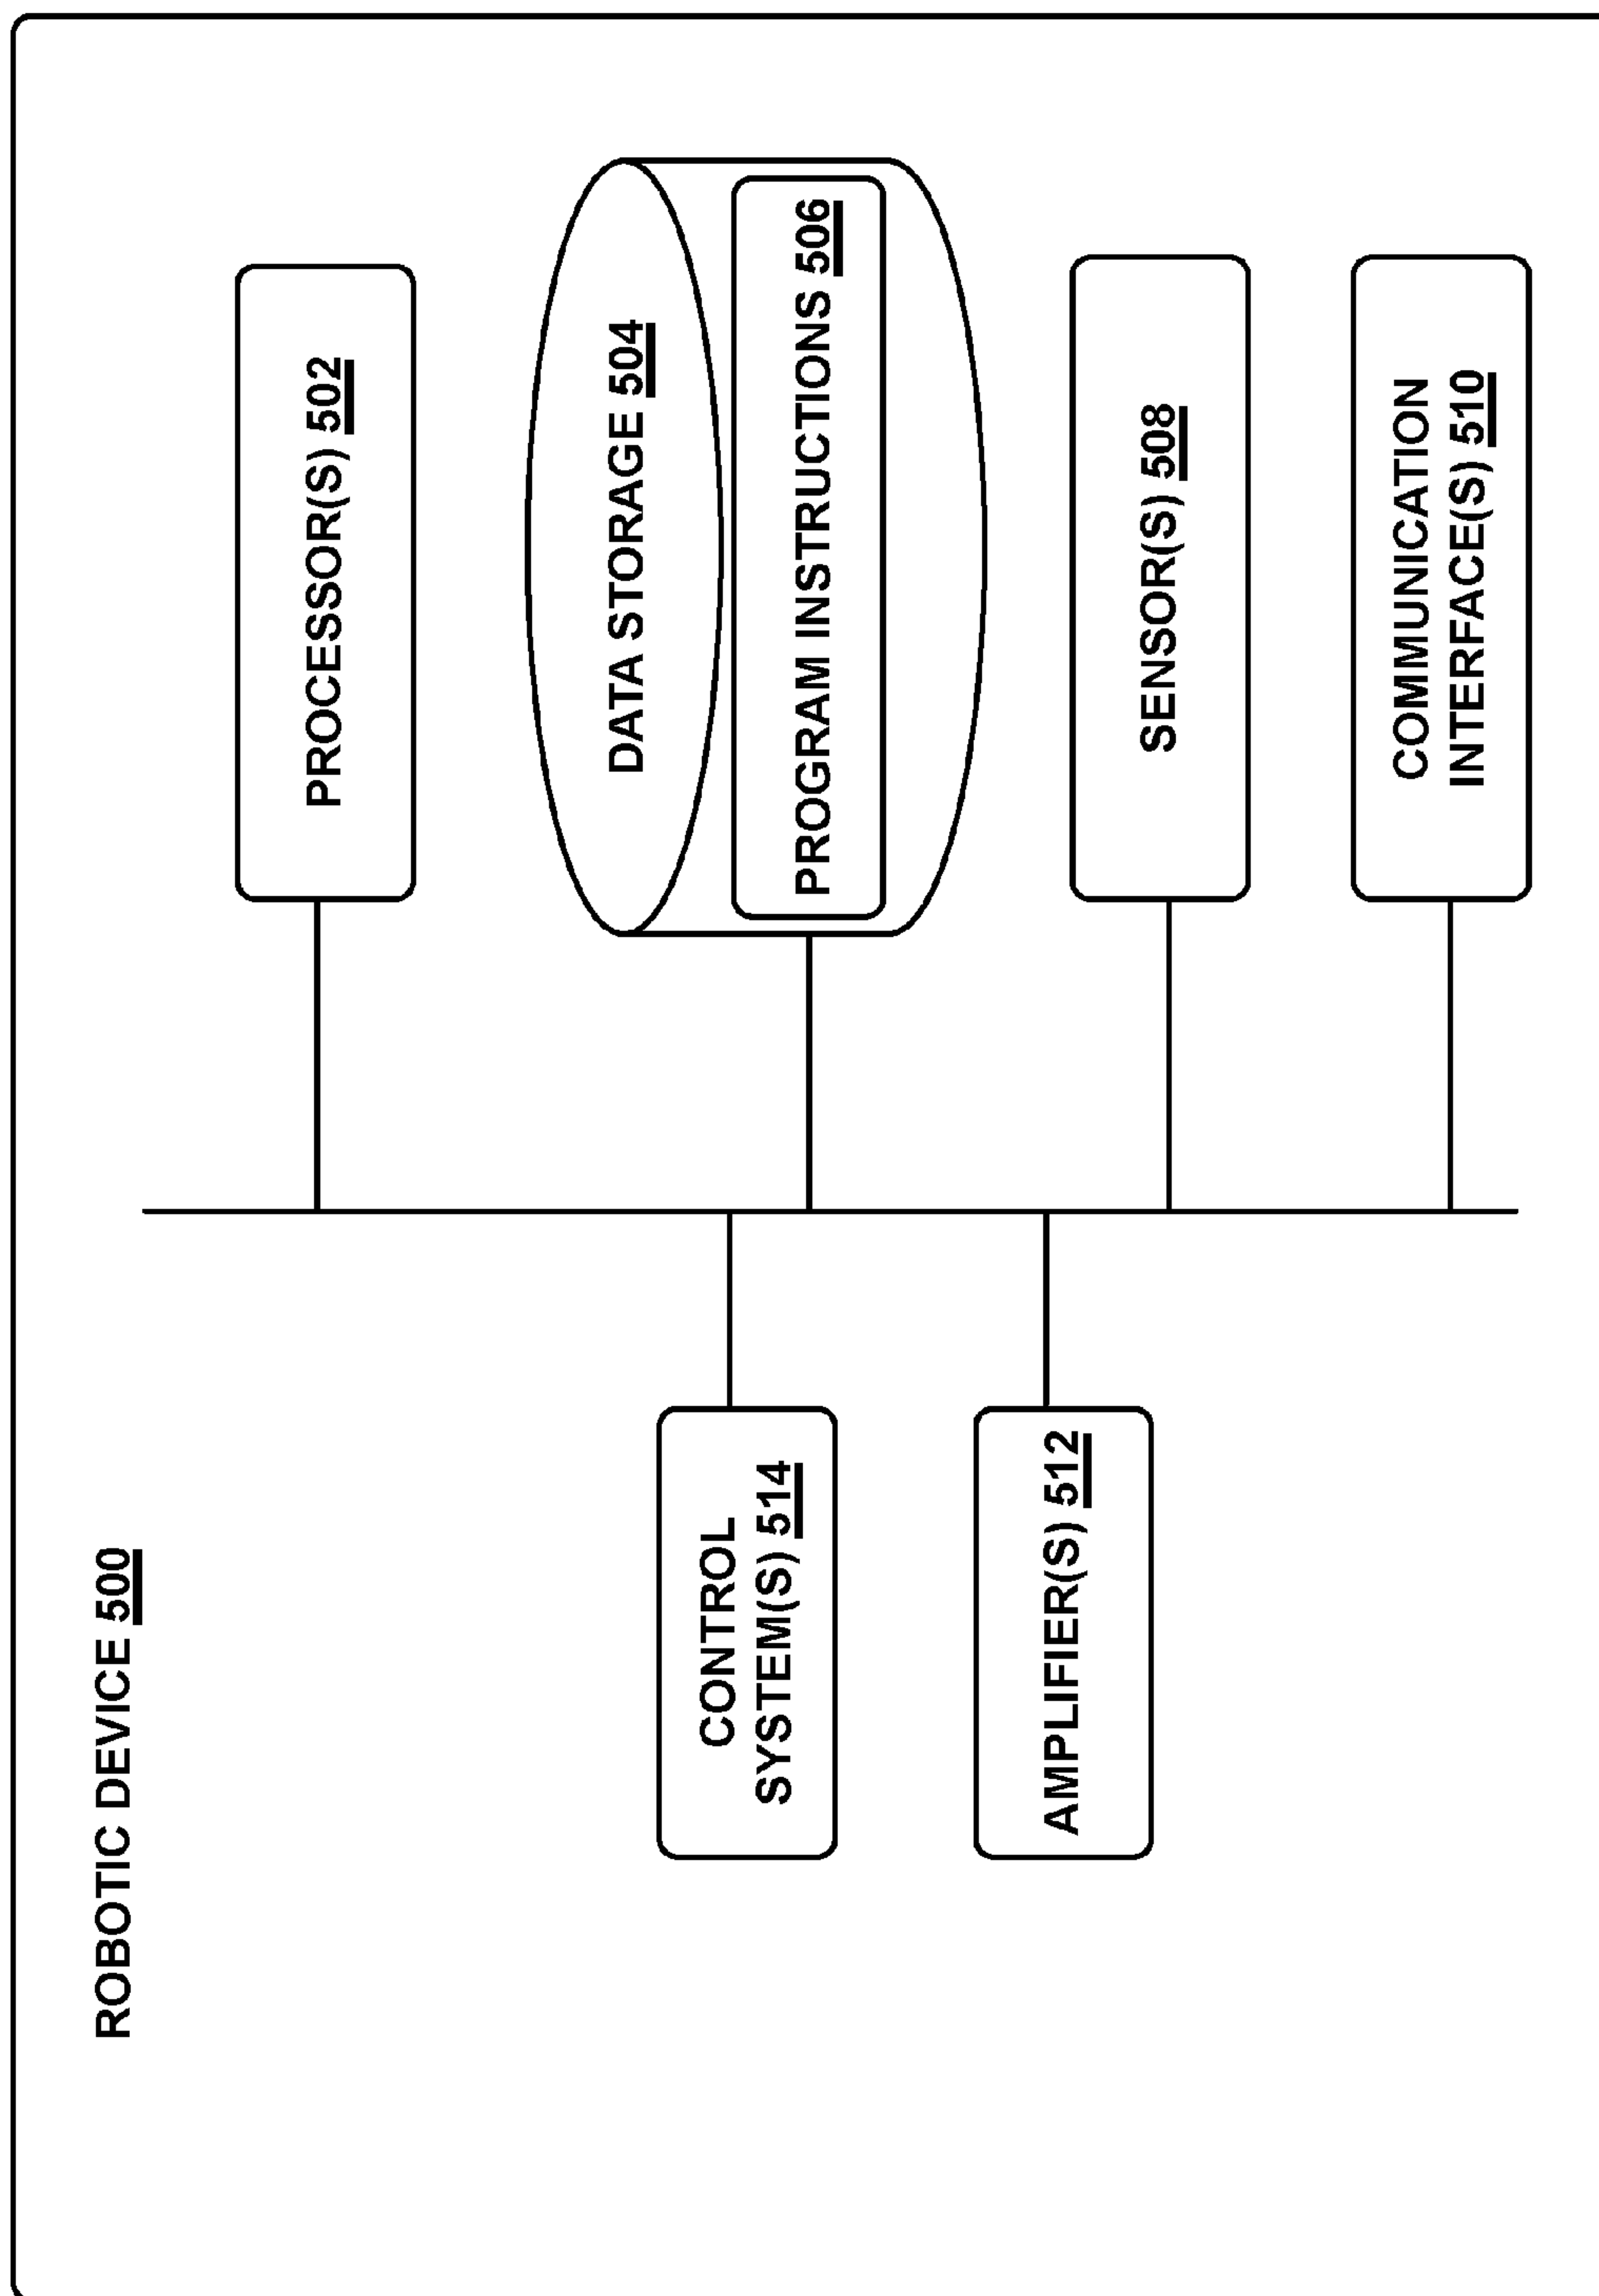 ROBOTIC DEVICE 500
PROCESSOR(S) 502
DATA STORAGE 504
PROGRAM INSTRUCTIONS 506
SENSOR(S) 508
COMMUNICATION
INTERFACE(S) 510
CONTROL
SYSTEM(S) 514
AMPLIFIER(S) 512